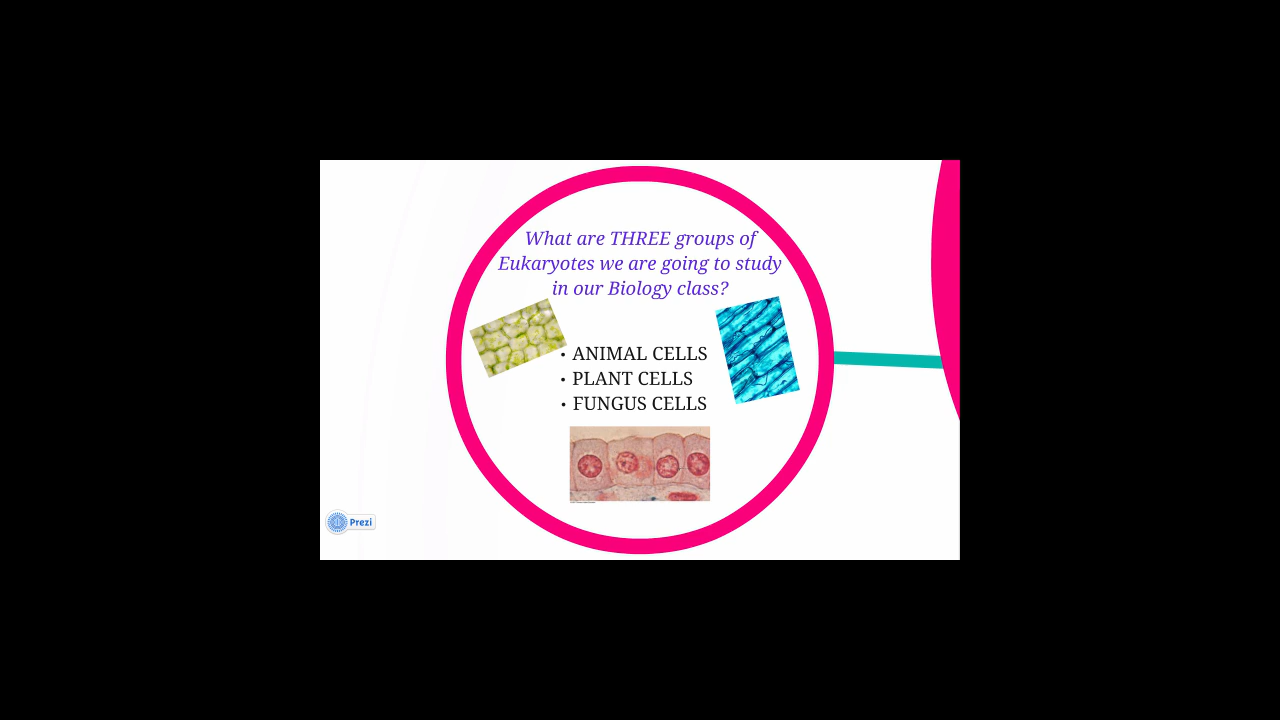 What are THREE groups of
Eukaryotes we are going to study
in our Biology class?
• ANIMAL CELLS
• PLANT CELLS
• FUNGUS CELLS
Prezi